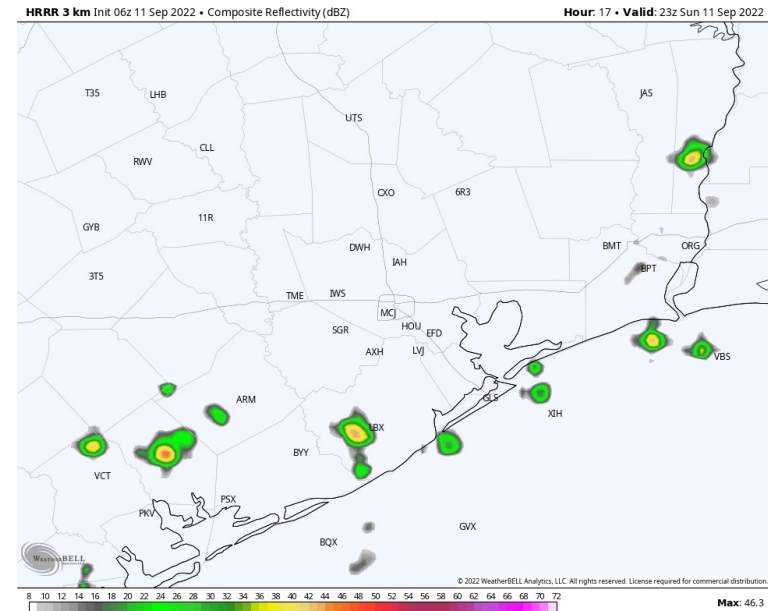 HRRR 3 km Init 06z 11 Sep 2022 • Composite Reflectivity (dBZ) Hour: 17 • Valid: 23z Sun 11 Sep 2022
T35 LHB JAS
UTS
CLL
RWV
CXO 6R3
11R
GYB
DWH BMT ORG
IAH BPT
3T5
TME IWS
MCJ
SGR HOU EFD
AXH LVJ VBS
ARM GLS
XIH
LBX
BYY
VCT
PSX
PKV
BQX GVX
WEATHERBELL
© 2022 WeatherBELL Analytics, LLC. All rights reserved. License required for commercial distribution.
8 10 12 14 16 18 20 22 24 26 28 30 32 34 36 38 40 42 44 46 48 50 52 54 56 58 60 62 64 66 68 70 72 Max: 46.3